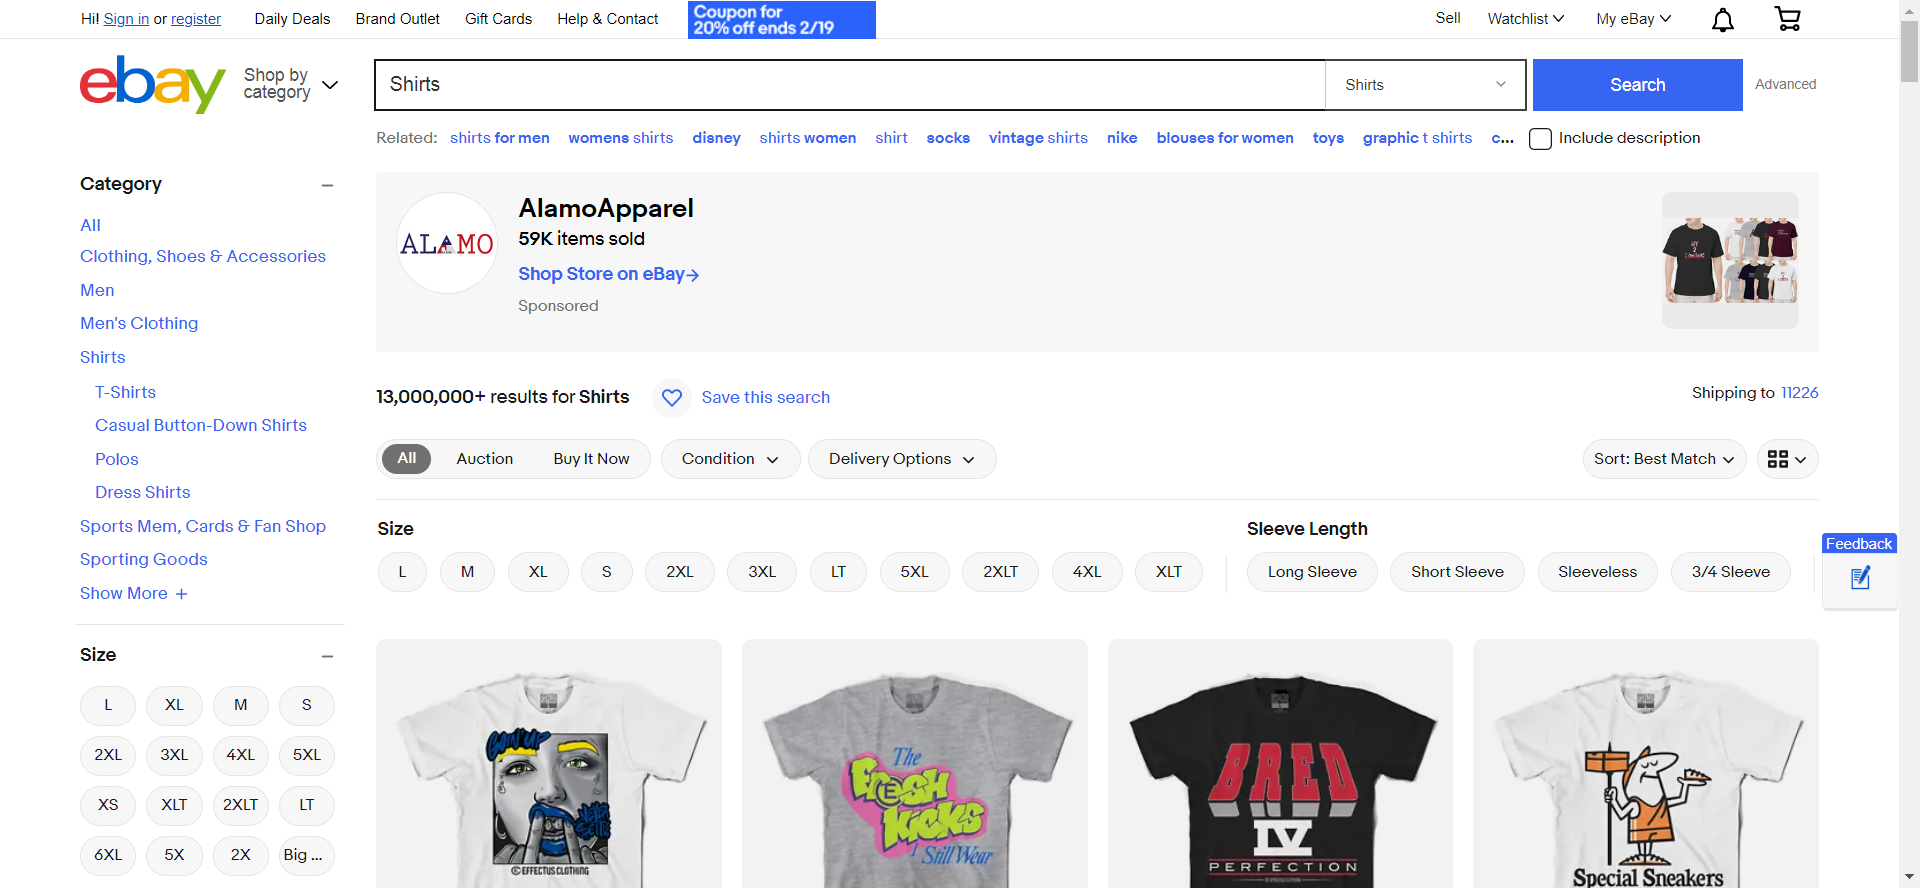 Hi! Sign in or register
Daily Deals
Brand Outlet
Gift Cards
Help & Contact
Coupon for
20% off ends 2/19
Sell
Watchlist
My eBay
ebay
Shop by
category
Shirts
Shirts
Search
Advanced
Related: shirts for men womens shirts disney shirts women shirt socks vintage shirts nike blouses for women toys graphic t shirts c...
Include description
Category
All
Clothing, Shoes & Accessories
Men
Men's Clothing
Shirts
T-Shirts
Casual Button-Down Shirts
Polos
Dress Shirts
Sports Mem, Cards & Fan Shop
Sporting Goods
Show More
Size
L XL M S
2XL 3XL 4XL 5XL
XS XLT 2XLT LT
6XL 5X 2X Big ...
ALAMO
AlamoApparel
59K items sold
Shop Store on eBay
Sponsored
13,000,000+ results for Shirts
Save this search
Shipping to 11226
All Auction Buy It Now
Condition
Delivery Options
Sort: Best Match
Size
L M XL S 2XL 3XL LT 5XL 2XLT 4XL XLT
Sleeve Length
Long Sleeve Short Sleeve Sleeveless 3/4 Sleeve
Feedback
GOIN' UP
NEVER
© EFFECTUS CLOTHING
The
FRESH
KICKS
I Still Wear
BRED
IV
PERFECTION
Special Sneakers